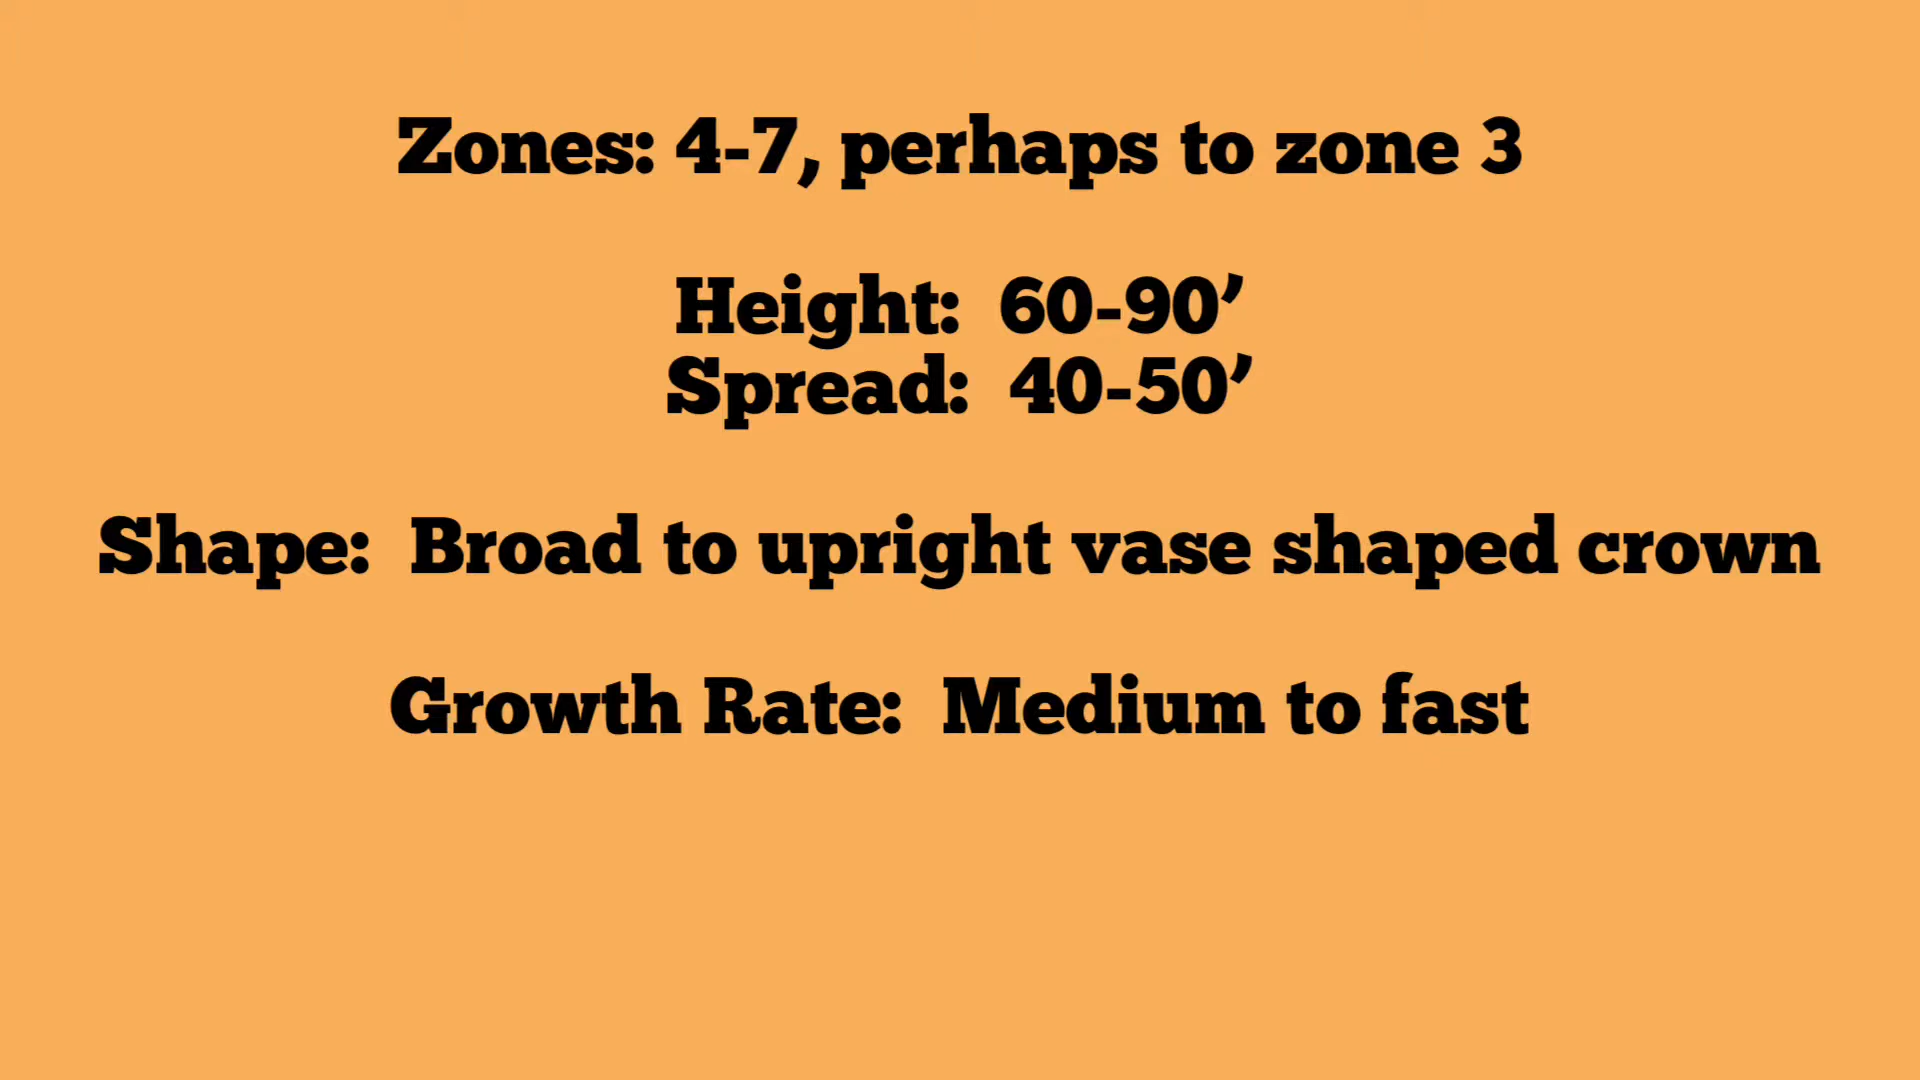 Zones: 4-7, perhaps to zone 3
Height:  60-90’
Spread:  40-50’
Shape:  Broad to upright vase shaped crown
Growth Rate:  Medium to fast